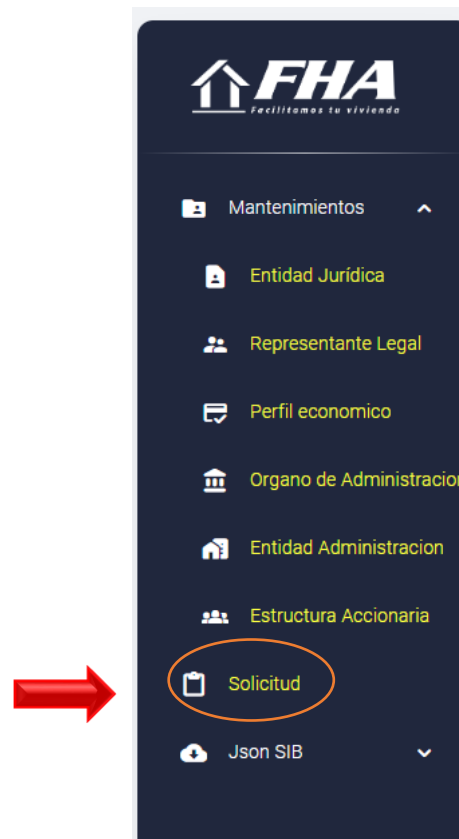 FHA
Facilitamos tu vivienda
Mantenimientos
Entidad Jurídica
Representante Legal
Perfil economico
Organo de Administracion
Entidad Administracion
Estructura Accionaria
Solicitud
Json SIB